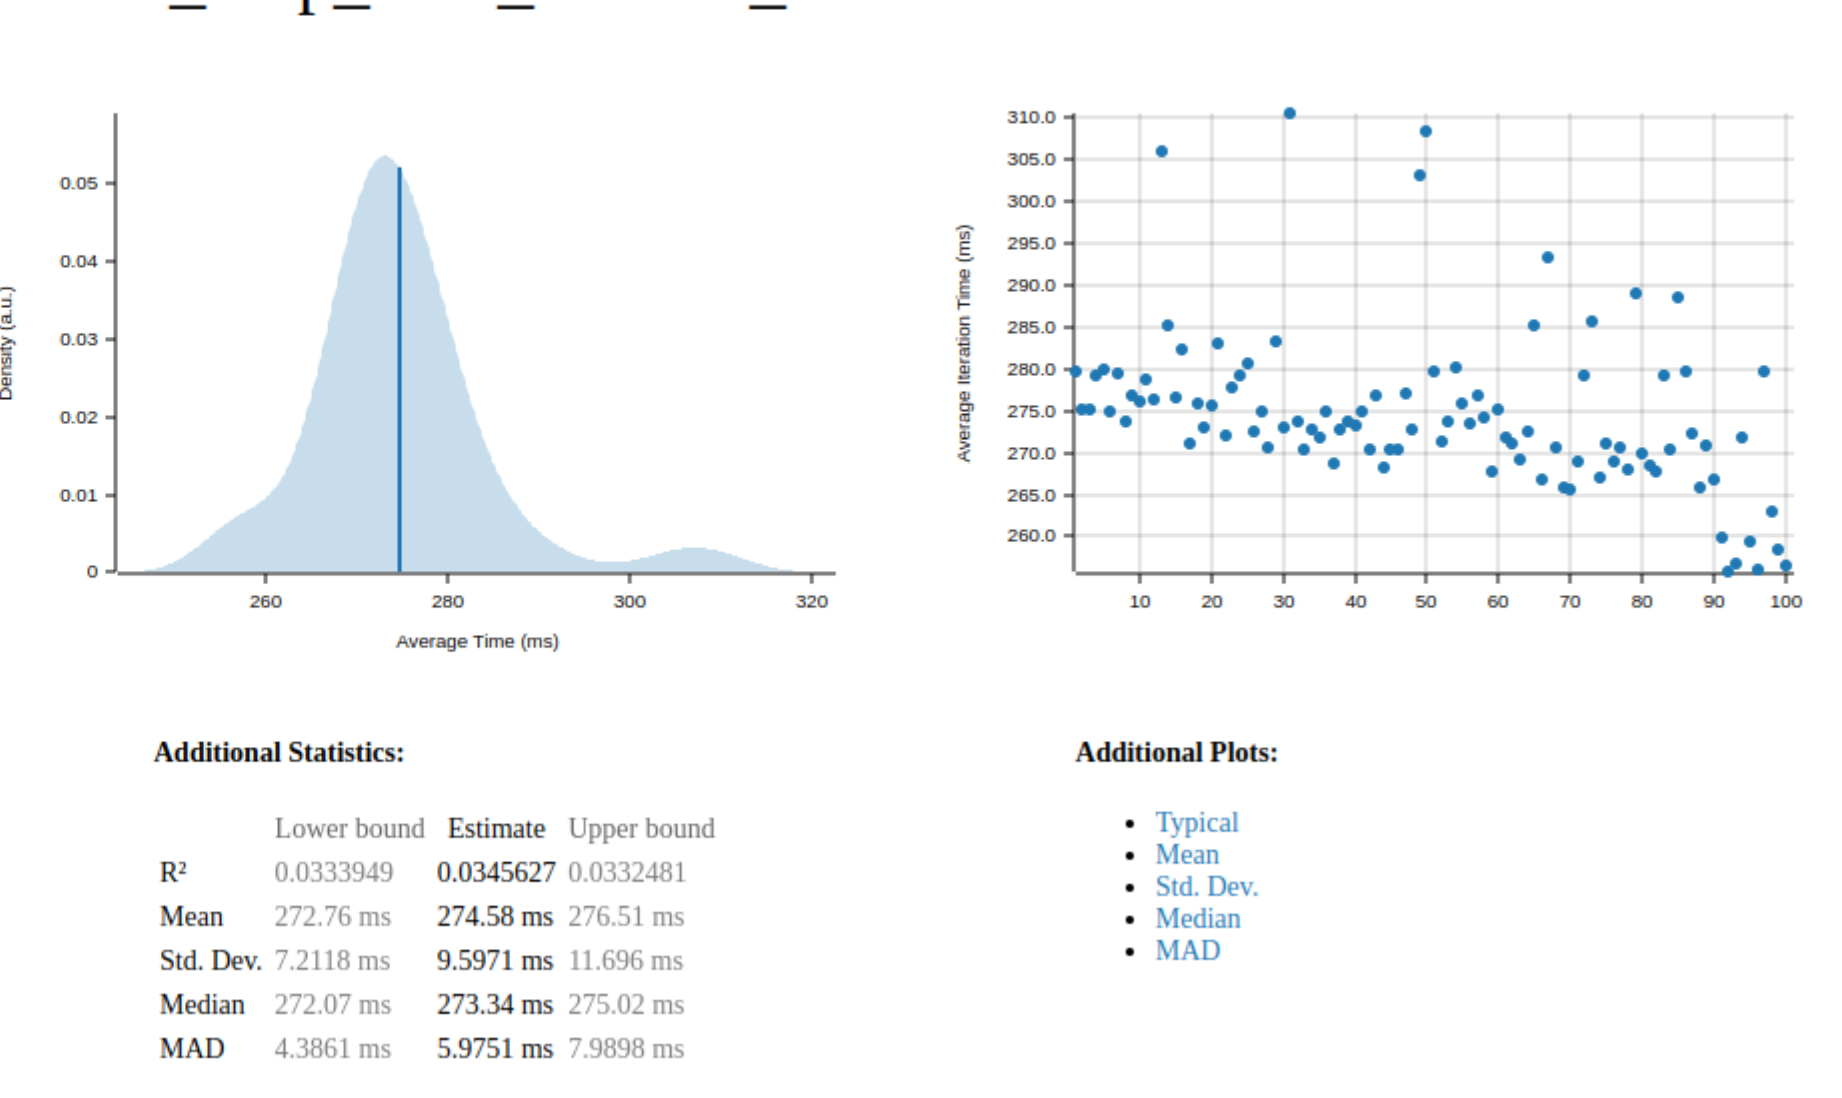 0.05
0.04
0.03
0.02
0.01
0
Density (a.u.)
260 280 300 320
Average Time (ms)
310.0
305.0
300.0
295.0
290.0
285.0
280.0
275.0
270.0
265.0
260.0
Average Iteration Time (ms)
10 20 30 40 50 60 70 80 90 100
Additional Statistics:
Lower bound Estimate Upper bound
R² 0.0333949 0.0345627 0.0332481
Mean 272.76 ms 274.58 ms 276.51 ms
Std. Dev. 7.2118 ms 9.5971 ms 11.696 ms
Median 272.07 ms 273.34 ms 275.02 ms
MAD 4.3861 ms 5.9751 ms 7.9898 ms
Additional Plots:
Typical
Mean
Std. Dev.
Median
MAD